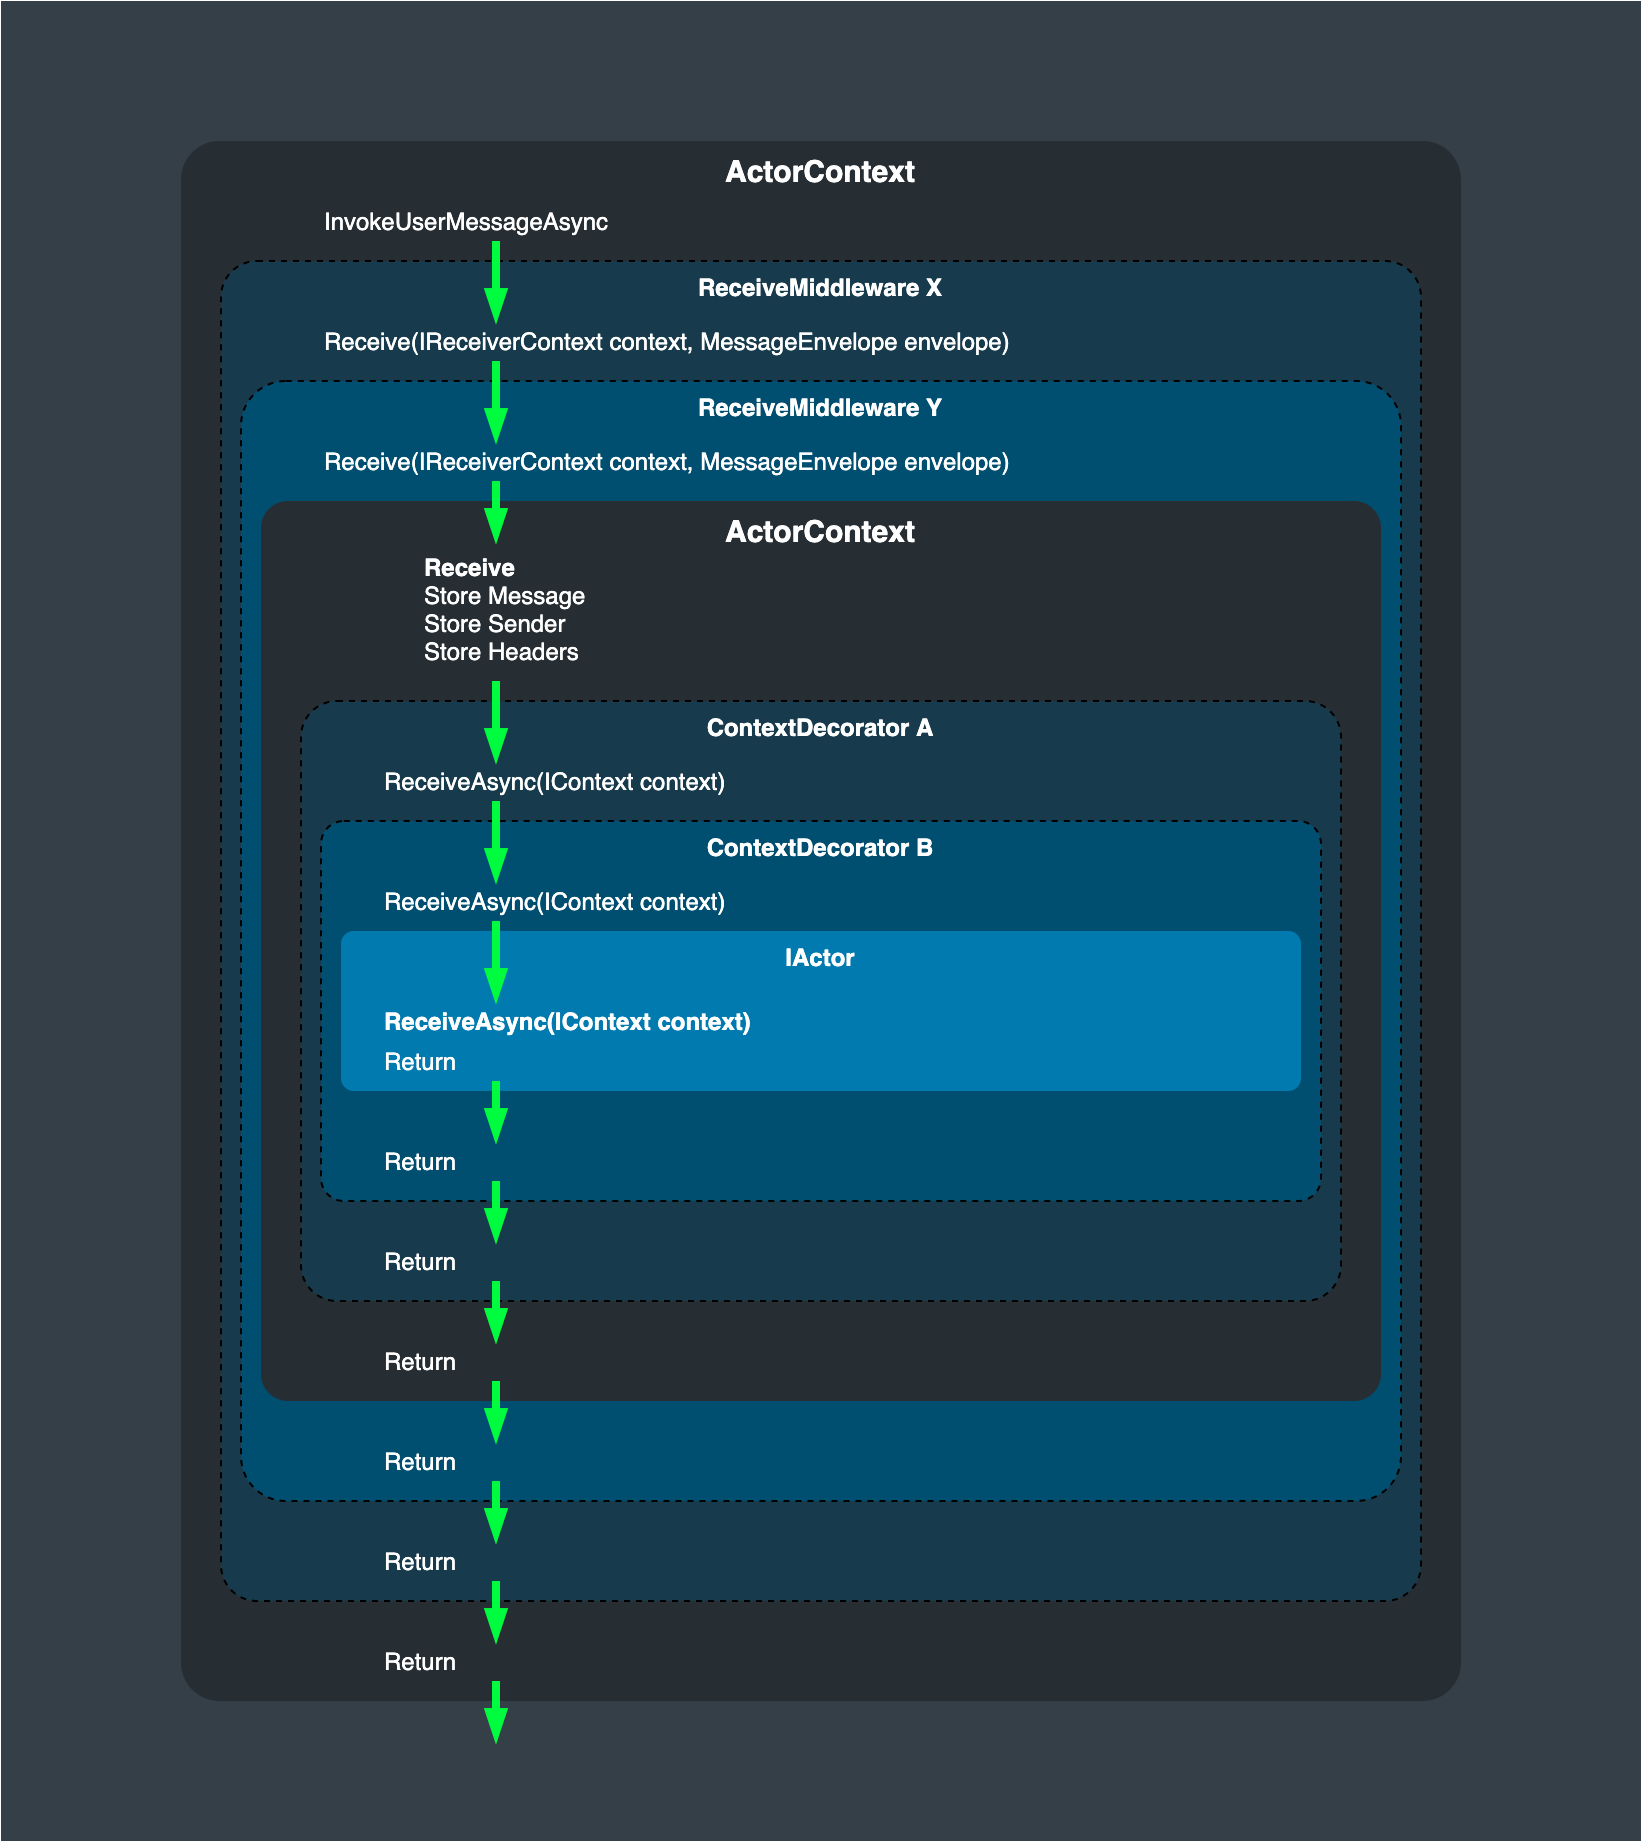 ActorContext
InvokeUserMessageAsync
ReceiveMiddleware X
Receive(IReceiverContext context, MessageEnvelope envelope)
ReceiveMiddleware Y
Receive(IReceiverContext context, MessageEnvelope envelope)
ActorContext
Receive
Store Message
Store Sender
Store Headers
ContextDecorator A
ReceiveAsync(IContext context)
ContextDecorator B
ReceiveAsync(IContext context)
IActor
ReceiveAsync(IContext context)
Return
Return
Return
Return
Return
Return
Return